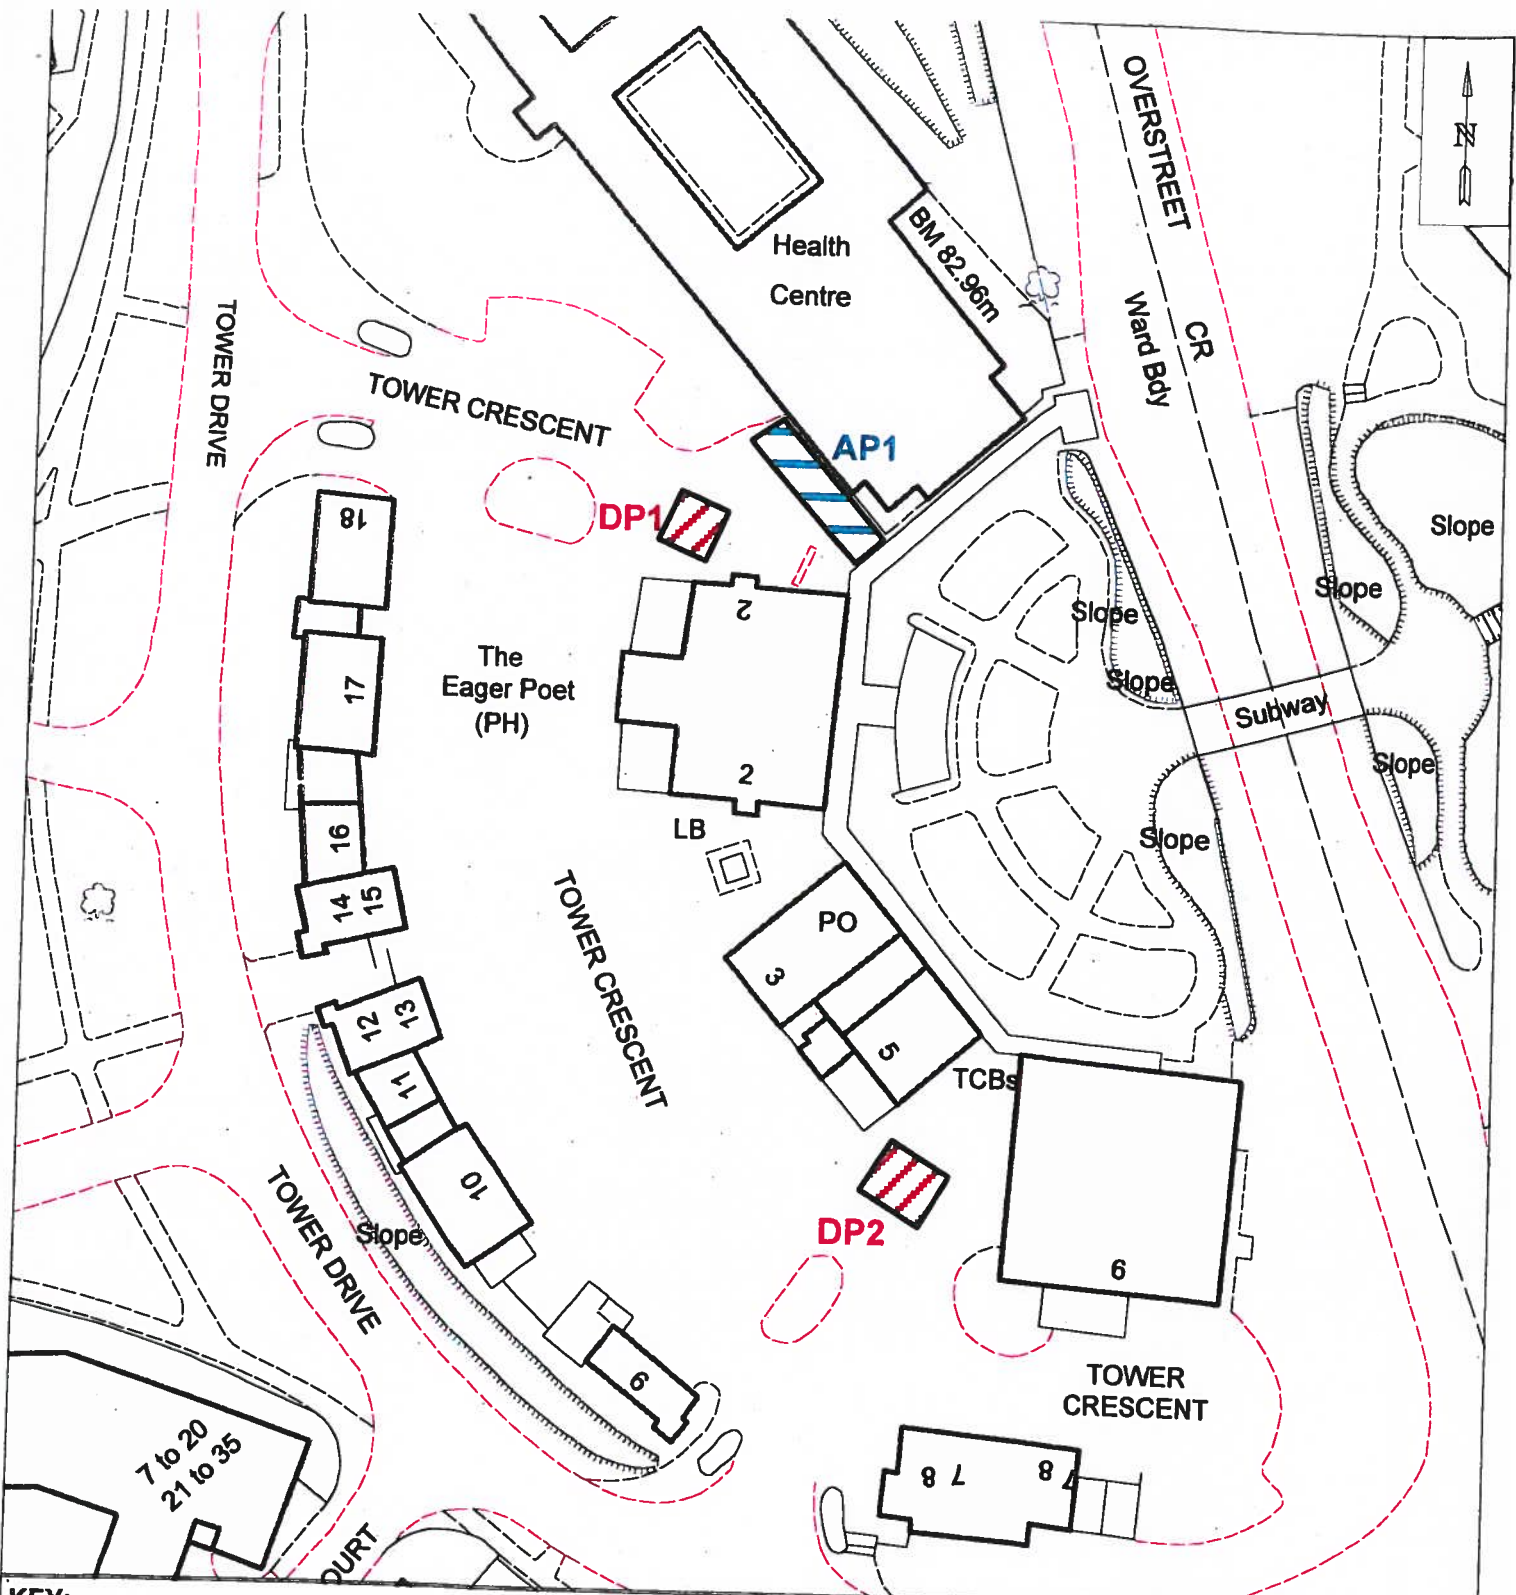 OVERSTREET
N
BM 82.96m
Health
Centre
CR
Ward Bdy
TOWER DRIVE
TOWER CRESCENT
AP1
DP1
18
2
Slope
Slope
Slope
Slope
The
Eager Poet
(PH)
17
Subway
2
Slope
LB
16
Slope
14
15
TOWER CRESCENT
PO
3
12
13
5
TCBs
11
10
TOWER DRIVE
Slope
DP2
6
9
TOWER
CRESCENT
7 to 20
21 to 35
8 7
8 7
OURT
KEY: